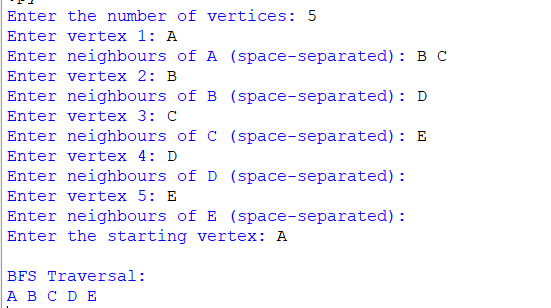 Enter the number of vertices: 5
Enter vertex 1: A
Enter neighbours of A (space-separated): B C
Enter vertex 2: B
Enter neighbours of B (space-separated): D
Enter vertex 3: C
Enter neighbours of C (space-separated): E
Enter vertex 4: D
Enter neighbours of D (space-separated):
Enter vertex 5: E
Enter neighbours of E (space-separated):
Enter the starting vertex: A
BFS Traversal:
A B C D E